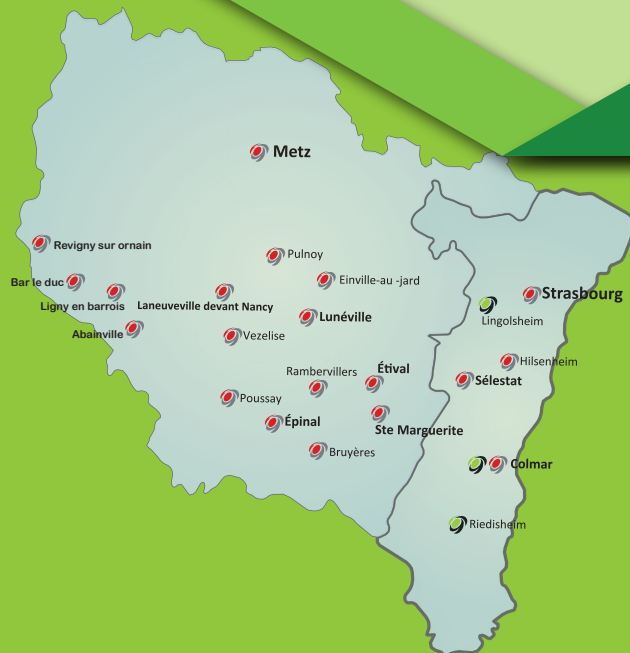 Metz
Revigny sur ornain
Pulnoy
Bar le duc
Einville-au -jard
Ligny en barrois
Laneuveville devant Nancy
Strasbourg
Lunéville
Lingolsheim
Abainville
Vezelise
Hilsenheim
Rambervillers
Étival
Sélestat
Poussay
Épinal
Ste Marguerite
Bruyères
Colmar
Riedisheim